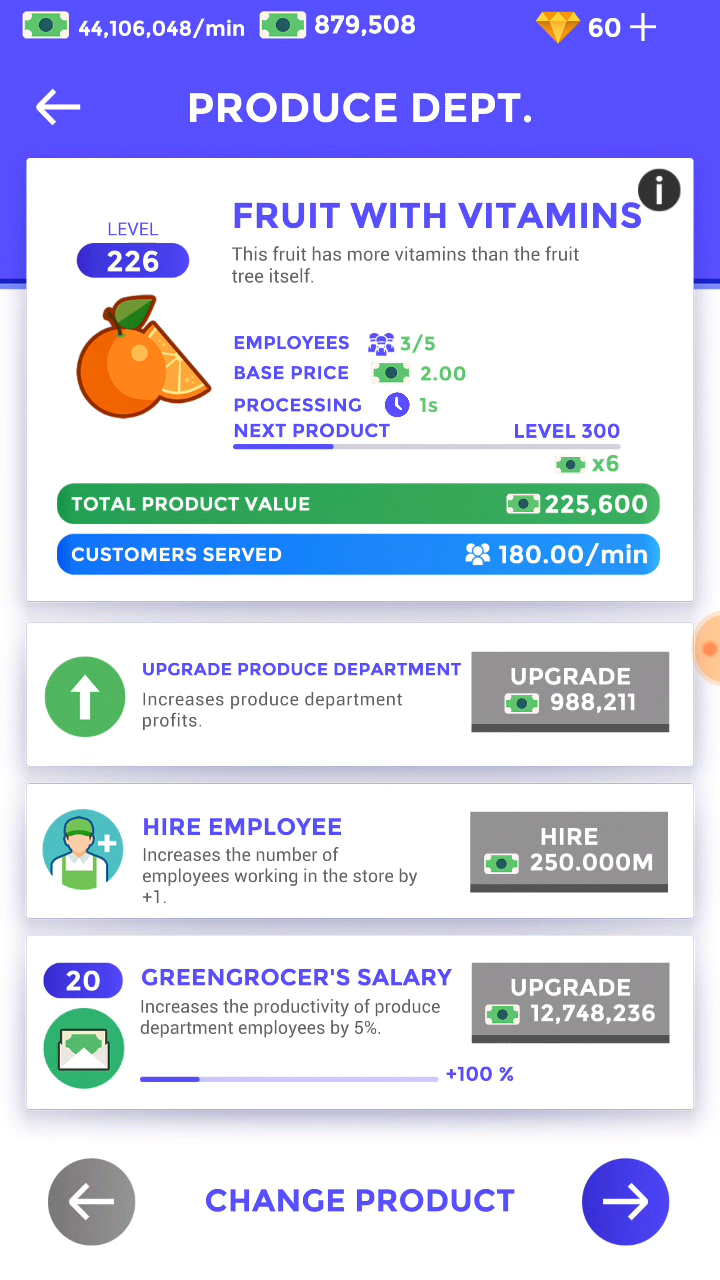 44,106,048/min 879,508 60 +
PRODUCE DEPT.
i
FRUIT WITH VITAMINS
LEVEL
226
This fruit has more vitamins than the fruit
tree itself.
EMPLOYEES 3/5
BASE PRICE 2.00
PROCESSING 1s
NEXT PRODUCT LEVEL 300
x6
TOTAL PRODUCT VALUE 225,600
CUSTOMERS SERVED 180.00/min
UPGRADE PRODUCE DEPARTMENT
Increases produce department
profits.
UPGRADE
988,211
HIRE EMPLOYEE
Increases the number of
employees working in the store by
+1.
HIRE
250.000M
20
GREENGROCER'S SALARY
Increases the productivity of produce
department employees by 5%.
UPGRADE
12,748,236
+100 %
CHANGE PRODUCT